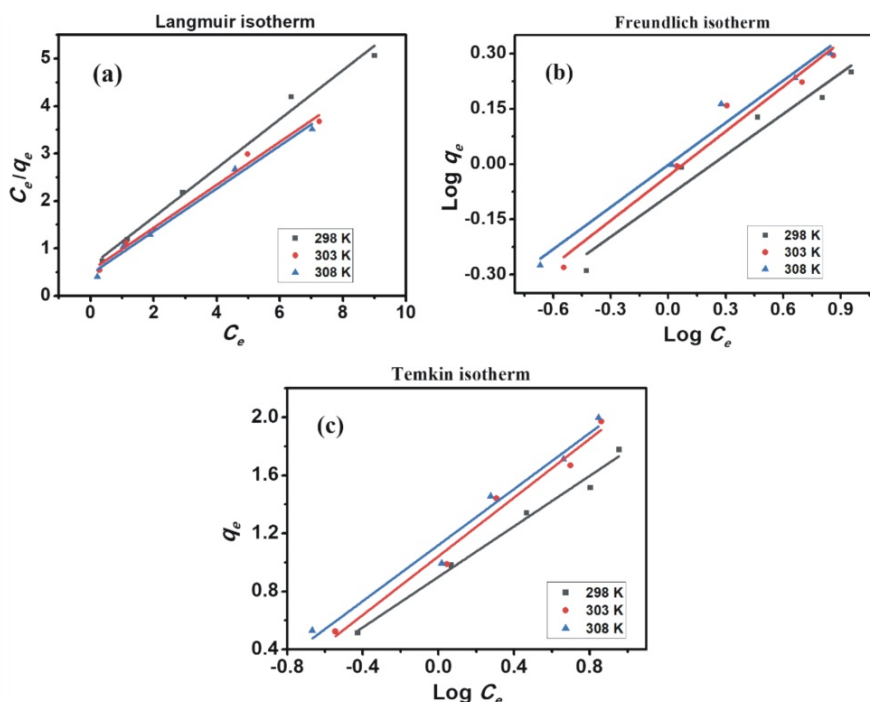 Langmuir isotherm
(a)
Ce/qe
5
4
3
2
1
0
298 K
303 K
308 K
0 2 4 6 8 10
Ce
Freundlich isotherm
(b)
Log qe
0.30
0.15
0.00
-0.15
-0.30
298 K
303 K
308 K
-0.6 -0.3 0.0 0.3 0.6 0.9
Log Ce
Temkin isotherm
(c)
qe
2.0
1.6
1.2
0.8
0.4
298 K
303 K
308 K
-0.8 -0.4 0.0 0.4 0.8
Log Ce